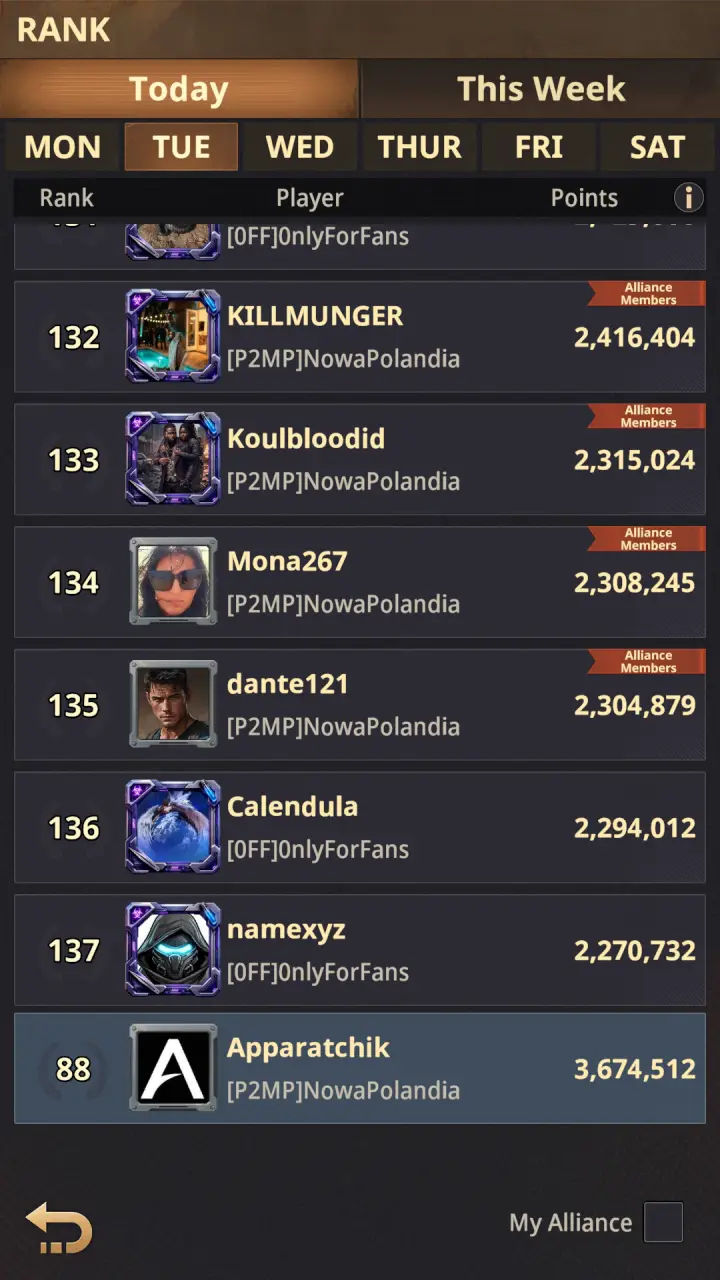 RANK
Today
This Week
MON TUE WED THUR FRI SAT
Rank Player Points
[0FF]0nlyForFans
Alliance
Members
132 KILLMUNGER 2,416,404
[P2MP]NowaPolandia
Alliance
Members
133 Koulbloodid 2,315,024
[P2MP]NowaPolandia
Alliance
Members
134 Mona267 2,308,245
[P2MP]NowaPolandia
Alliance
Members
135 dante121 2,304,879
[P2MP]NowaPolandia
136 Calendula 2,294,012
[0FF]0nlyForFans
137 namexyz 2,270,732
[0FF]0nlyForFans
88 Apparatchik 3,674,512
[P2MP]NowaPolandia
My Alliance